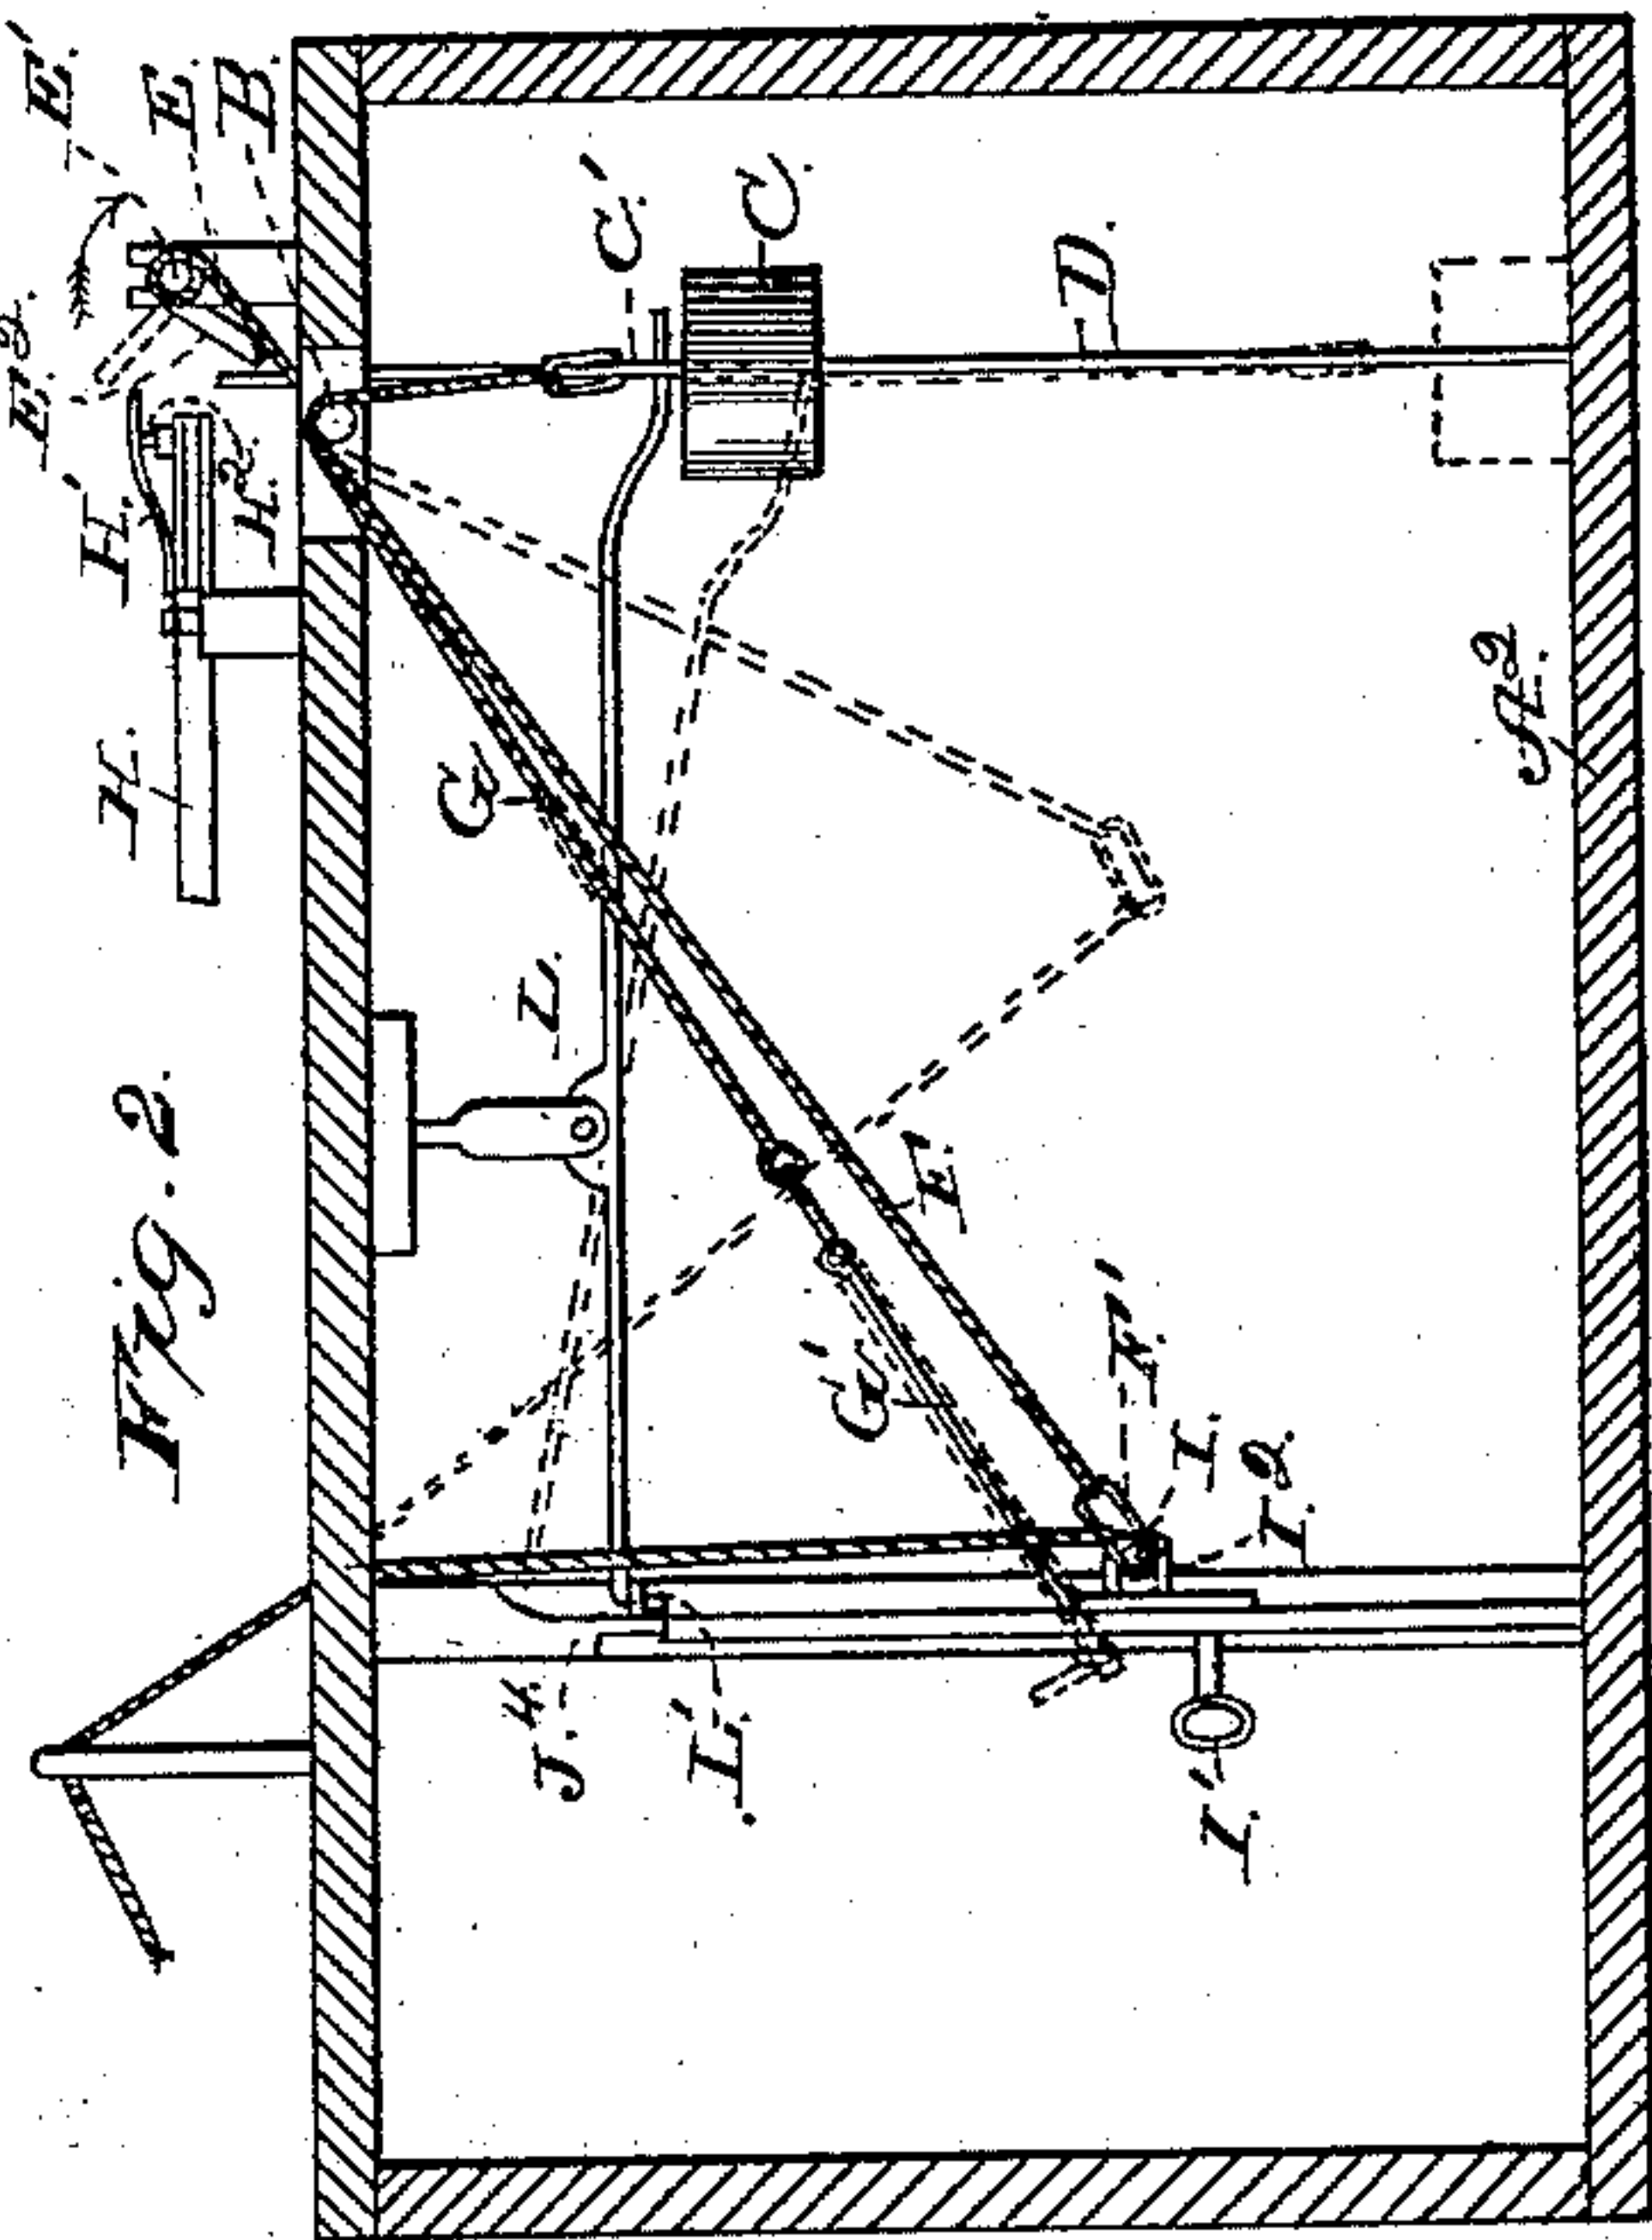 Fig. 2.
E'.
E.
B.
E².
H'.
H².
H.
C'.
C.
D.
G
A².
L.
F.
G'
F'.
I.
I².
J⁴.
L'.
I'.